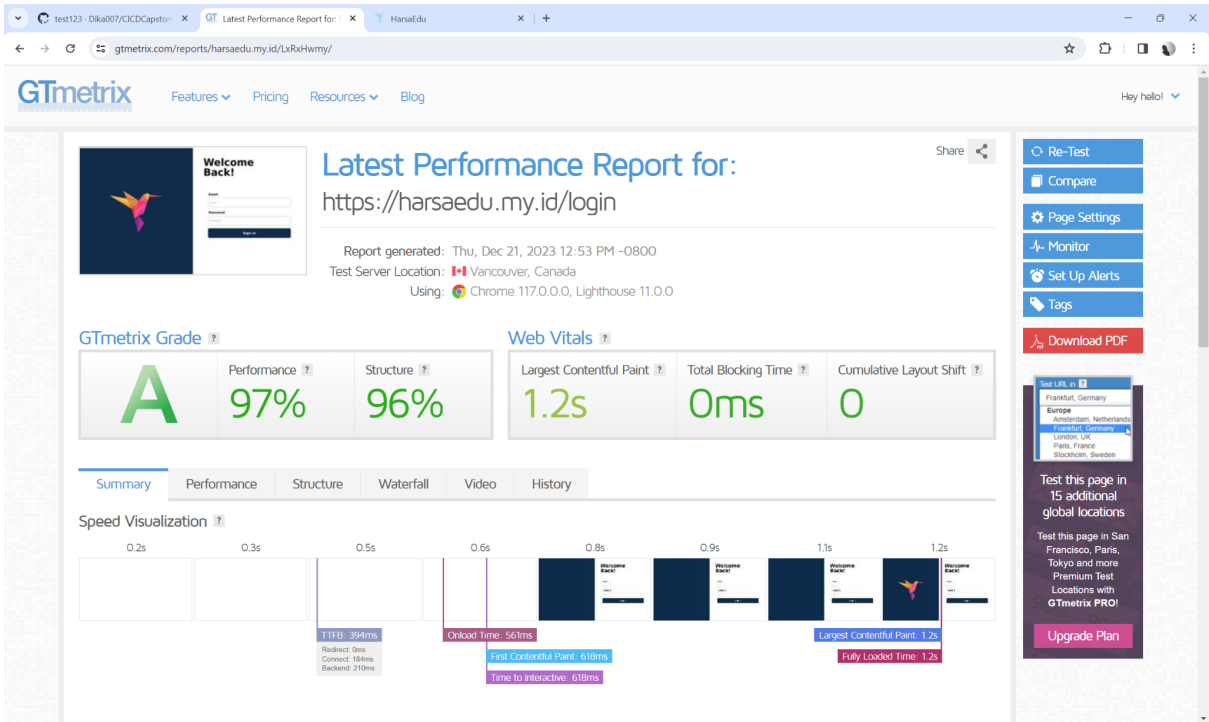 test123 · Dika007/CICDCapston
Latest Performance Report for:
HarsaEdu
gtmetrix.com/reports/harsaedu.my.id/LxRxHwmy/
GTmetrix
Features
Pricing
Resources
Blog
Hey hello!
Welcome
Back!
Email
Password
Sign In
Latest Performance Report for:
https://harsaedu.my.id/login
Share
Report generated: Thu, Dec 21, 2023 12:53 PM -0800
Test Server Location: Vancouver, Canada
Using: Chrome 117.0.0.0, Lighthouse 11.0.0
Re-Test
Compare
Page Settings
Monitor
Set Up Alerts
Tags
Download PDF
GTmetrix Grade ?
A
Performance ?
97%
Structure ?
96%
Web Vitals ?
Largest Contentful Paint ?
1.2s
Total Blocking Time ?
0ms
Cumulative Layout Shift ?
0
Summary
Performance
Structure
Waterfall
Video
History
Speed Visualization ?
0.2s 0.3s 0.5s 0.6s 0.8s 0.9s 1.1s 1.2s
Welcome
Back!
Welcome
Back!
Welcome
Back!
Welcome
Back!
TTFB: 394ms
Redirect: 0ms
Connect: 184ms
Backend: 210ms
Onload Time: 561ms
First Contentful Paint: 618ms
Time to Interactive: 618ms
Largest Contentful Paint: 1.2s
Fully Loaded Time: 1.2s
Test URL in ?
Frankfurt, Germany
Europe
Amsterdam, Netherlands
Frankfurt, Germany
London, UK
Paris, France
Stockholm, Sweden
Test this page in
15 additional
global locations
Test this page in San
Francisco, Paris,
Tokyo and more
Premium Test
Locations with
GTmetrix PRO!
Upgrade Plan